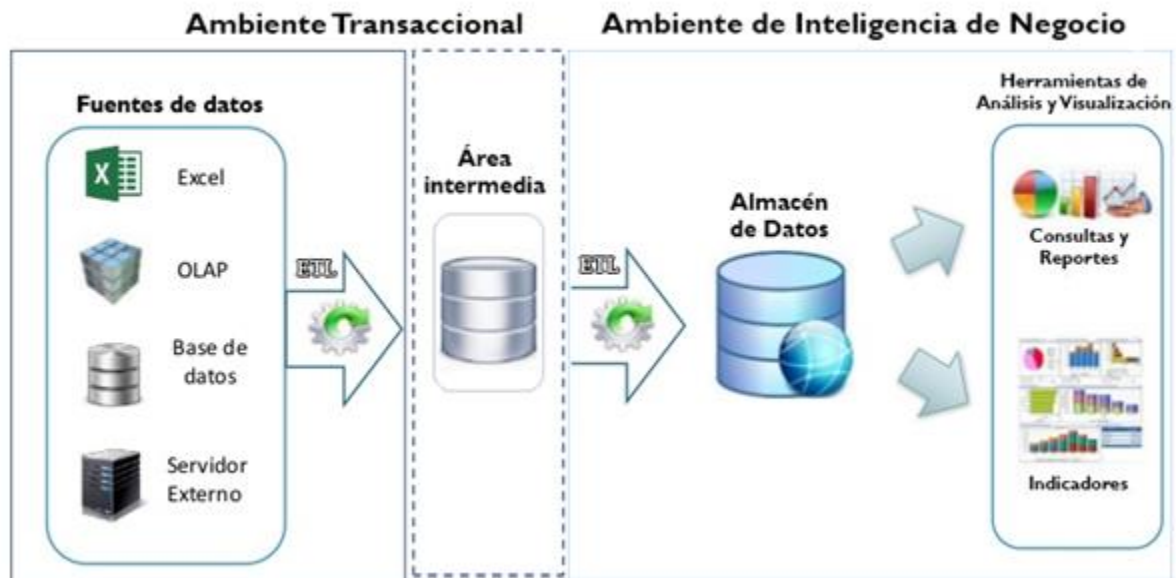 Ambiente Transaccional
Ambiente de Inteligencia de Negocio
Fuentes de datos
Excel
OLAP
Base de
datos
Servidor
Externo
ETL
Área
intermedia
ETL
Almacén
de Datos
Herramientas de
Análisis y Visualización
Consultas y
Reportes
Indicadores